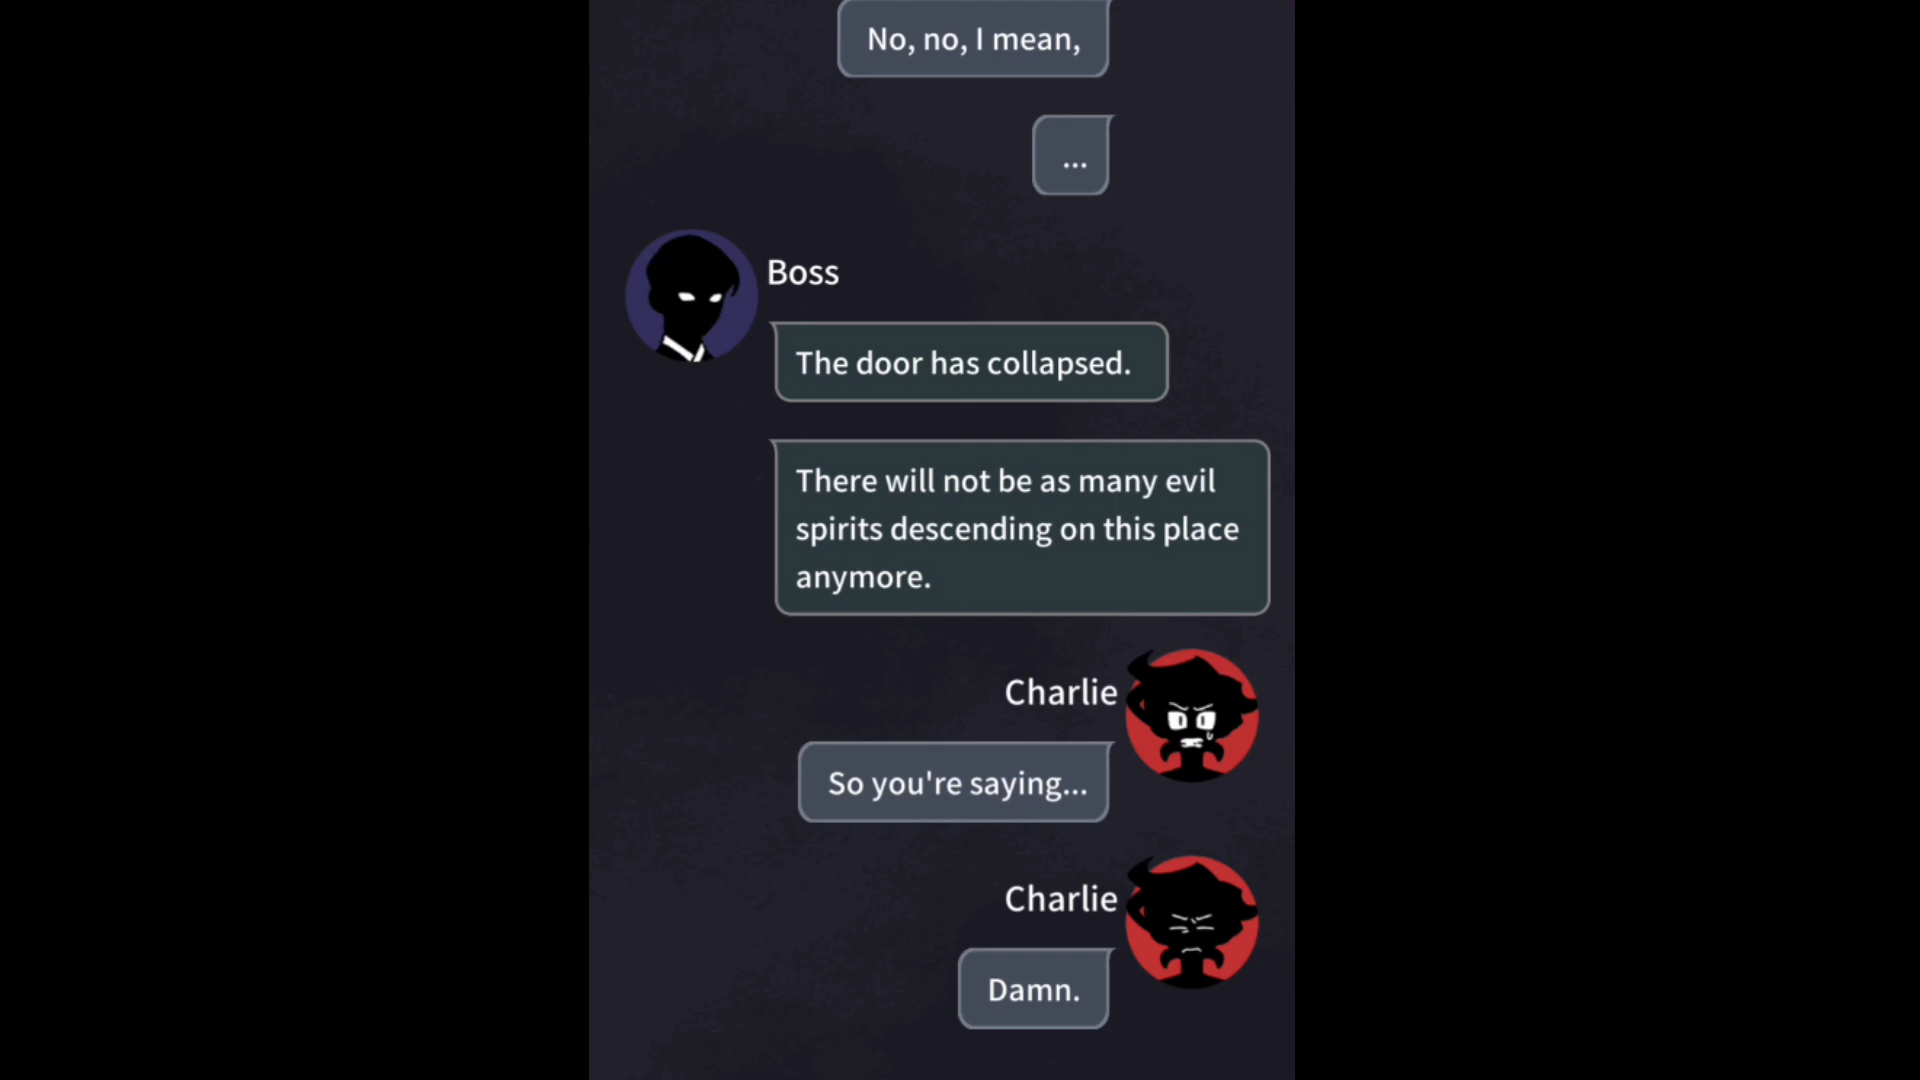 No, no, I mean,
...
Boss
The door has collapsed.
There will not be as many evil
spirits descending on this place
anymore.
Charlie
So you're saying...
Charlie
Damn.